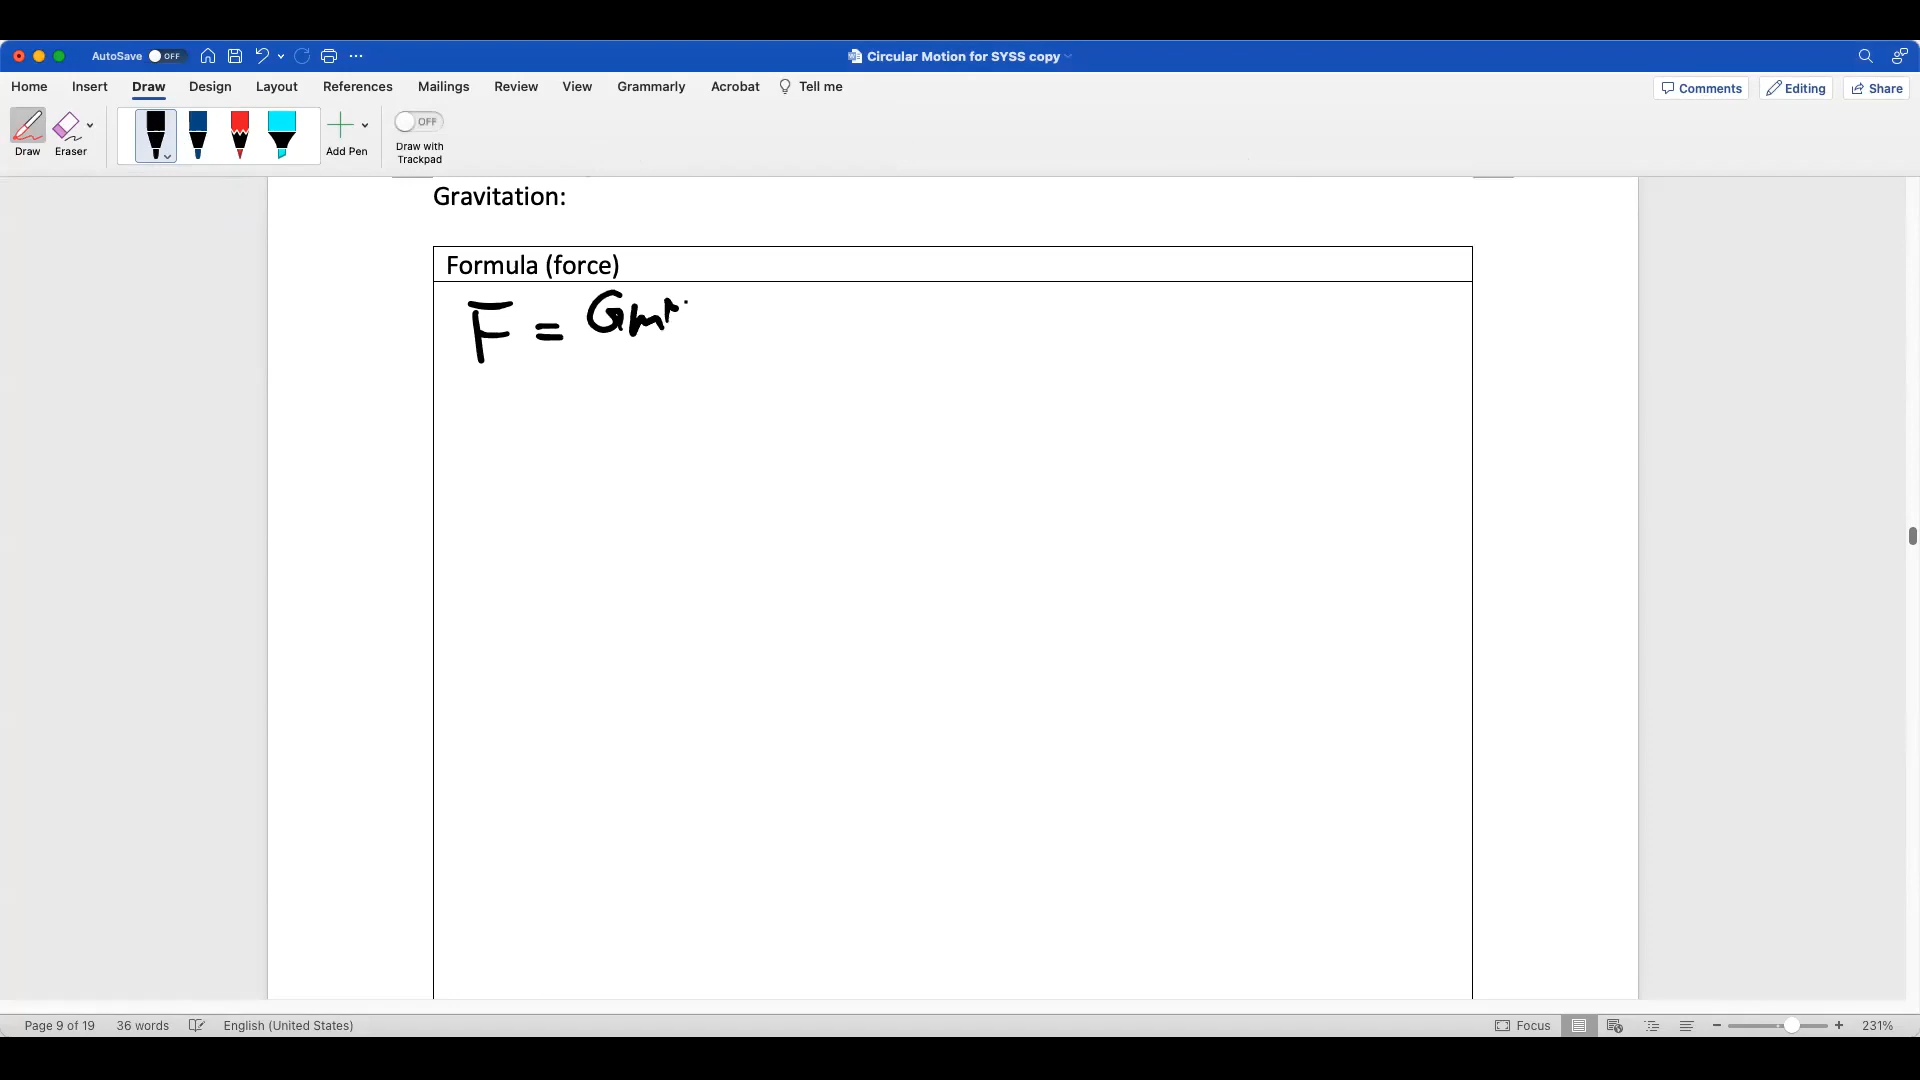 AutoSave OFF
Circular Motion for SYSS copy
Home Insert Draw Design Layout References Mailings Review View Grammarly Acrobat Tell me
Comments Editing Share
Draw Eraser Add Pen OFF Draw with Trackpad
Gravitation:
Formula (force)
F = Gm
Page 9 of 19 36 words English (United States) Focus 231%